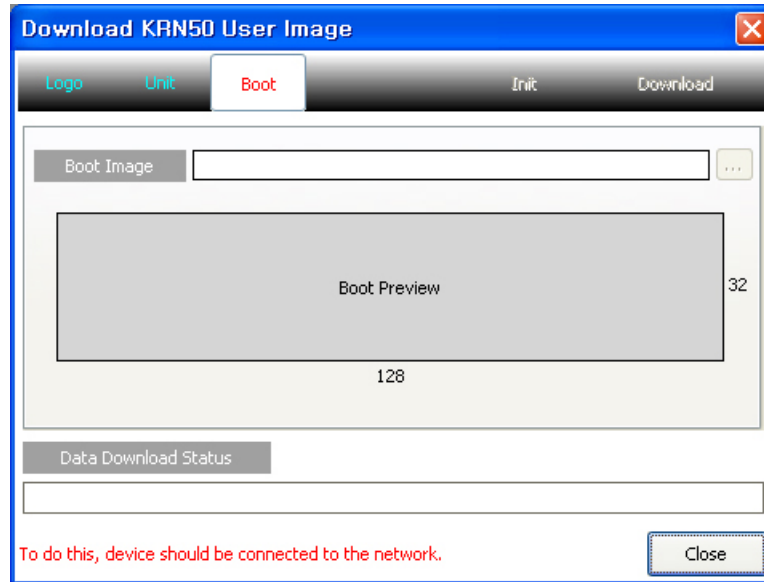 Download KRN50 User Image
Logo Unit Boot Init Download
Boot Image ...
Boot Preview
32
128
Data Download Status
To do this, device should be connected to the network.
Close